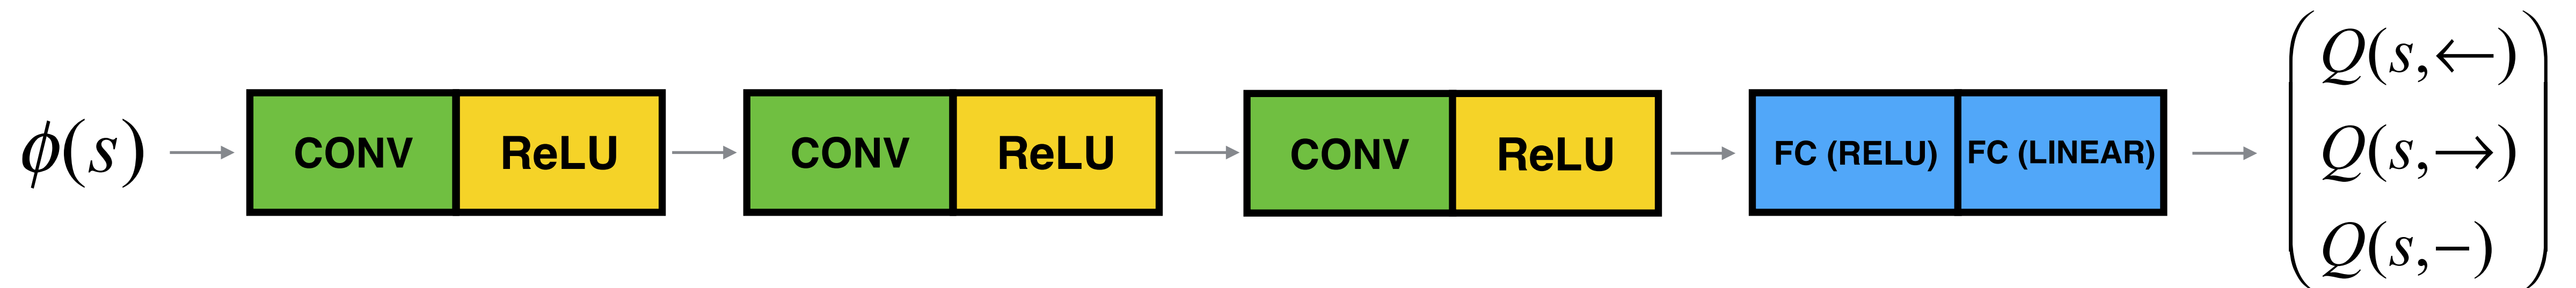 ϕ(s) CONV ReLU CONV ReLU CONV ReLU FC (RELU) FC (LINEAR)
Q(s,←)
Q(s,→)
Q(s,−)